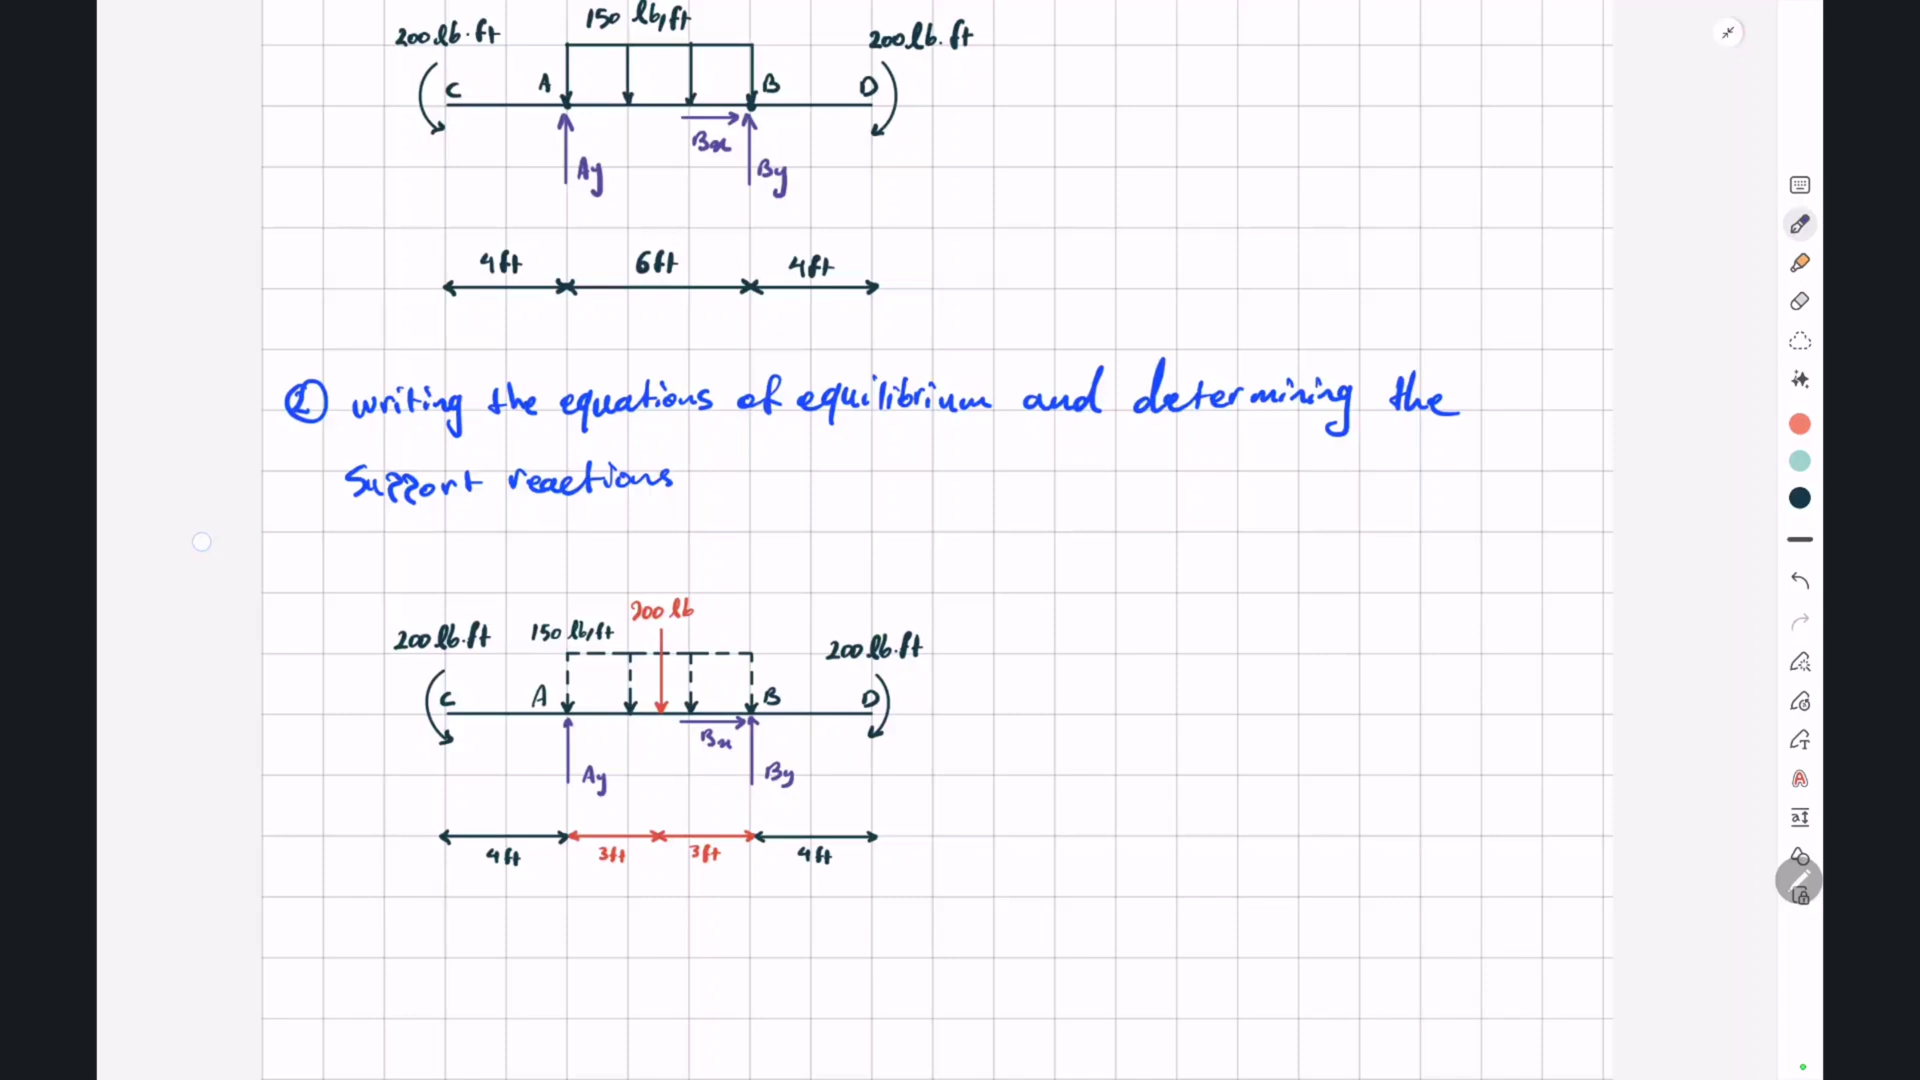 150 lb/ft
200 lb.ft
200 lb.ft
C
A
B
D
Bx
Ay
By
4ft
6ft
4ft
② writing the equations of equilibrium and determining the
support reactions
200 lb
200 lb.ft
150 lb/ft
200 lb.ft
C
A
B
D
Bx
Ay
By
4ft
3ft
3ft
4ft